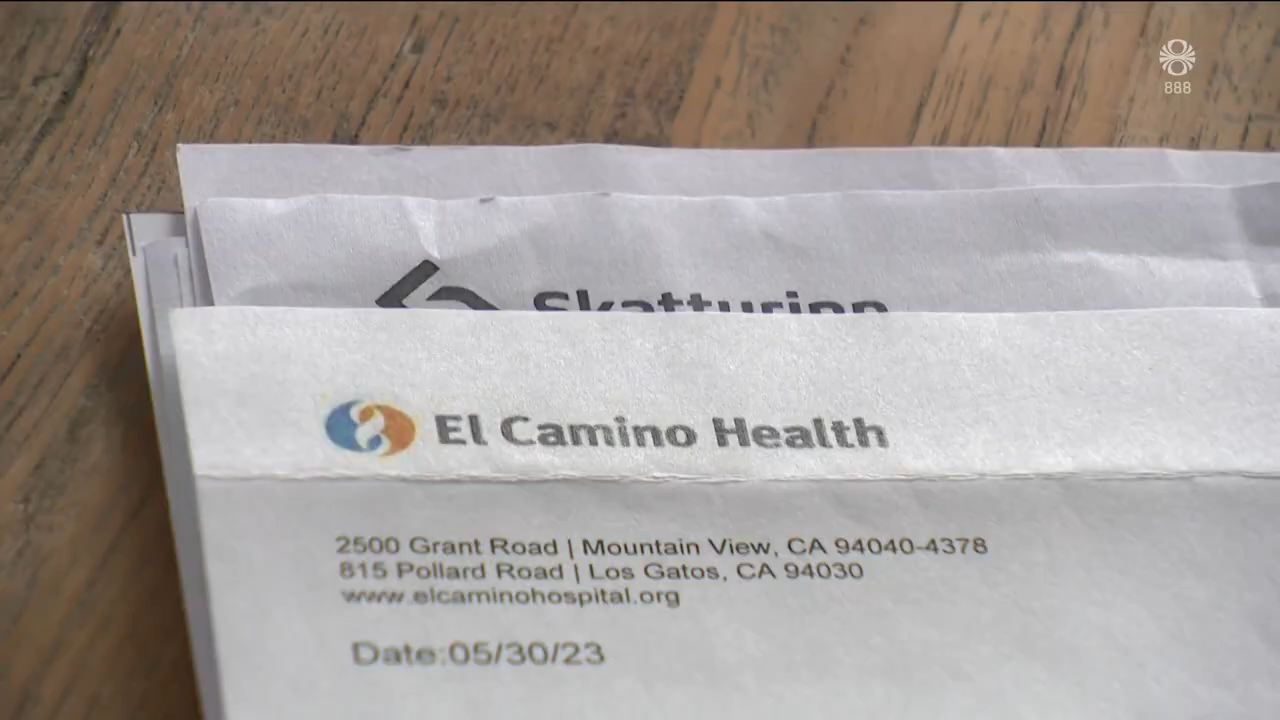 888
Skatturinn
El Camino Health
2500 Grant Road | Mountain View, CA 94040-4378
815 Pollard Road | Los Gatos, CA 94030
www.elcaminohospital.org
Date:05/30/23